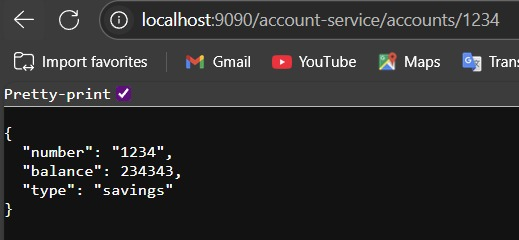 localhost:9090/account-service/accounts/1234
Import favorites Gmail YouTube Maps
Pretty-print
{
"number": "1234",
"balance": 234343,
"type": "savings"
}